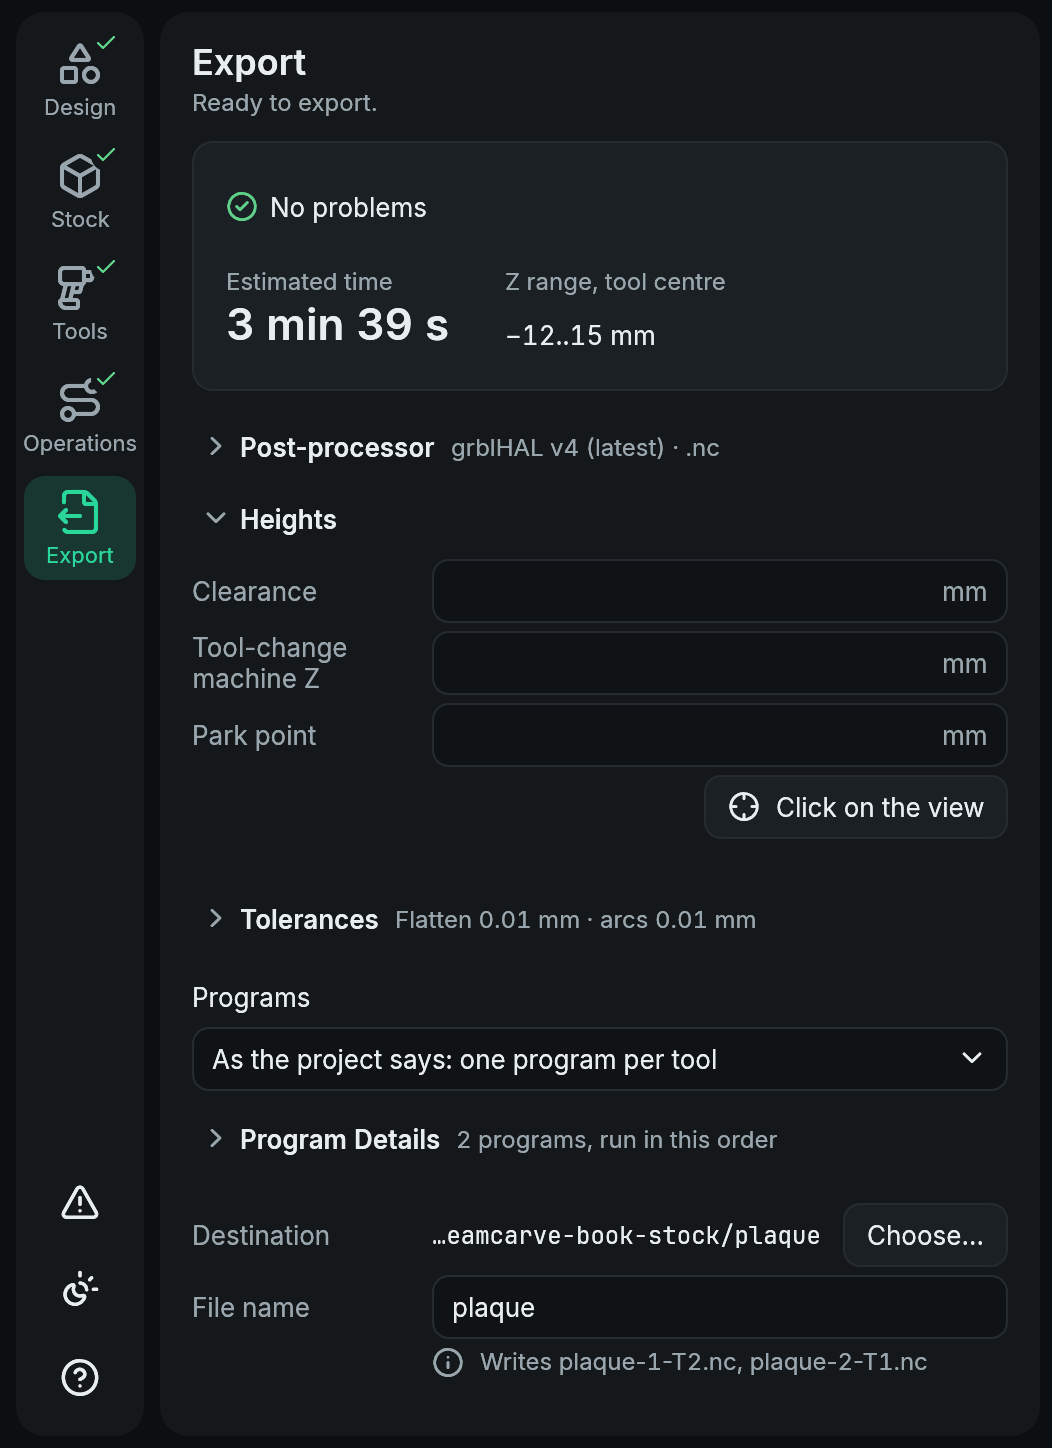 Design
Stock
Tools
Operations
Export
Export
Ready to export.
No problems
Estimated time
3 min 39 s
Z range, tool centre
−12..15 mm
Post-processor grblHAL v4 (latest) · .nc
Heights
Clearance mm
Tool-change
machine Z mm
Park point mm
Click on the view
Tolerances Flatten 0.01 mm · arcs 0.01 mm
Programs
As the project says: one program per tool
Program Details 2 programs, run in this order
Destination …eamcarve-book-stock/plaque Choose…
File name plaque
Writes plaque-1-T2.nc, plaque-2-T1.nc